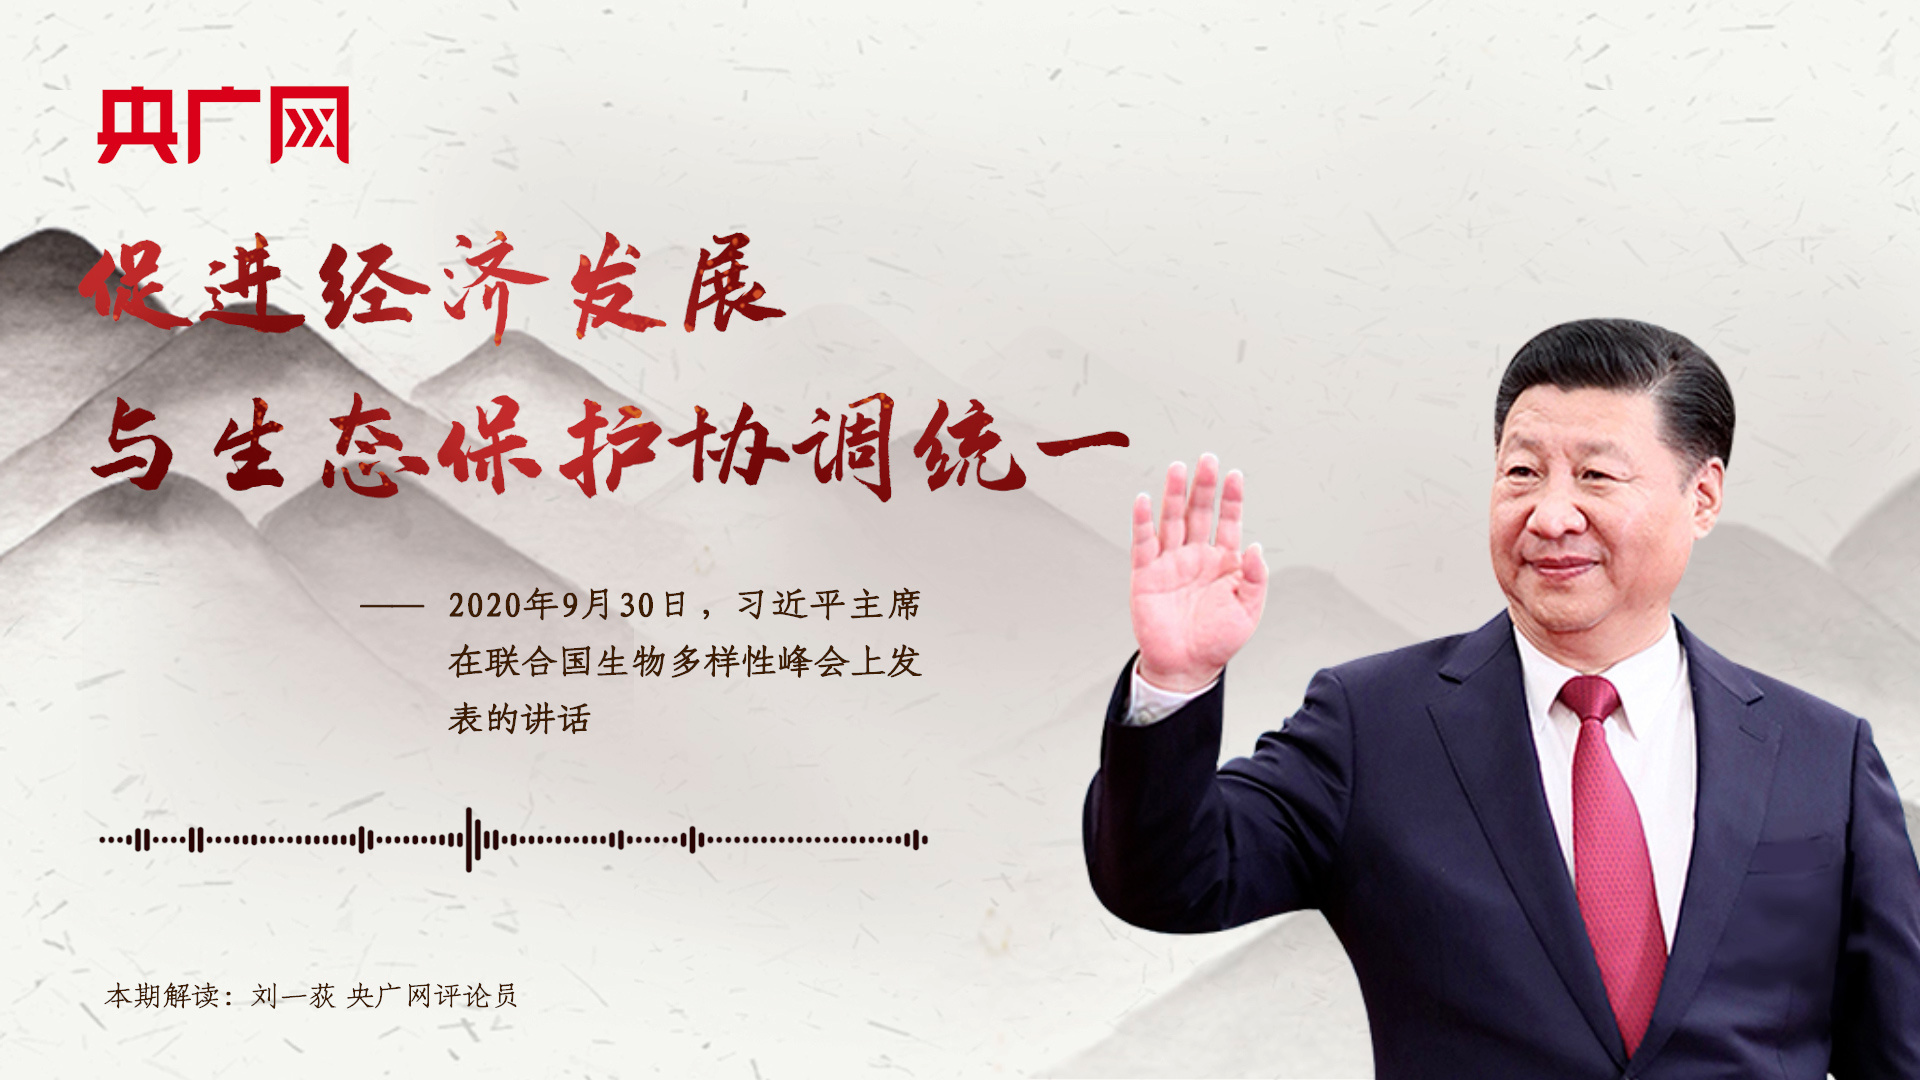 央广网
促进经济发展
与生态保护协调统一
—— 2020年9月30日，习近平主席
在联合国生物多样性峰会上发
表的讲话
本期解读：刘一荻 央广网评论员